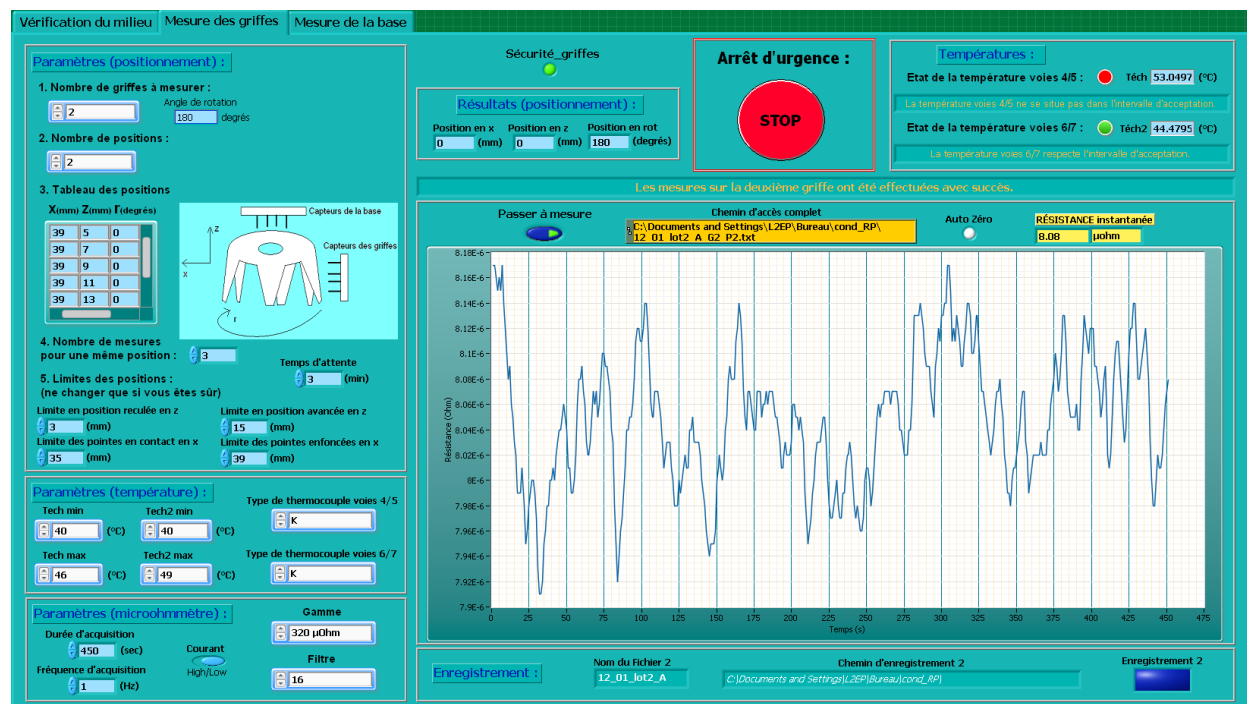 Vérification du milieu Mesure des griffes Mesure de la base
Paramètres (positionnement) :
1. Nombre de griffes à mesurer :
2
Angle de rotation
180 degrés
2. Nombre de positions :
2
3. Tableau des positions
X(mm) Z(mm) Γ(degrés)
39 5 0
39 7 0
39 9 0
39 11 0
39 13 0
z
x
r
Capteurs de la base
Capteurs des griffes
4. Nombre de mesures
pour une même position : 3
Temps d'attente
3 (min)
5. Limites des positions :
(ne changer que si vous êtes sûr)
Limite en position reculée en z Limite en position avancée en z
3 (mm) 15 (mm)
Limite des pointes en contact en x Limite des pointes enfoncées en x
35 (mm) 39 (mm)
Paramètres (température) :
Tech min Tech2 min
40 (°C) 40 (°C)
Tech max Tech2 max
46 (°C) 49 (°C)
Type de thermocouple voies 4/5
K
Type de thermocouple voies 6/7
K
Paramètres (microohmmètre) :
Durée d'acquisition
450 (sec)
Fréquence d'acquisition
1 (Hz)
Courant
High/Low
Gamme
320 µOhm
Filtre
16
Sécurité_griffes
Résultats (positionnement) :
Position en x Position en z Position en rot
0 (mm) 0 (mm) 180 (degrés)
Arrêt d'urgence :
STOP
Températures :
Etat de la température voies 4/5 : Téch 53.0497 (°C)
La température voies 4/5 ne se situe pas dans l'intervalle d'acceptation.
Etat de la température voies 6/7 : Téch2 44.4795 (°C)
La température voies 6/7 respecte l'intervalle d'acceptation.
Les mesures sur la deuxième griffe ont été effectuées avec succès.
Passer à mesure
Chemin d'accès complet
C:\Documents and Settings\L2EP\Bureau\cond_RP\
12_01_lot2_A_G2_P2.txt
Auto Zéro
RÉSISTANCE instantanée
8.08 µohm
Résistance (Ohm)
8.18E-6
8.16E-6
8.14E-6
8.12E-6
8.1E-6
8.08E-6
8.06E-6
8.04E-6
8.02E-6
8E-6
7.98E-6
7.96E-6
7.94E-6
7.92E-6
7.9E-6
0 25 50 75 100 125 150 175 200 225 250 275 300 325 350 375 400 425 450 475
Temps (s)
Enregistrement :
Nom du Fichier 2
12_01_lot2_A
Chemin d'enregistrement 2
C:\Documents and Settings\L2EP\Bureau\cond_RP\
Enregistrement 2